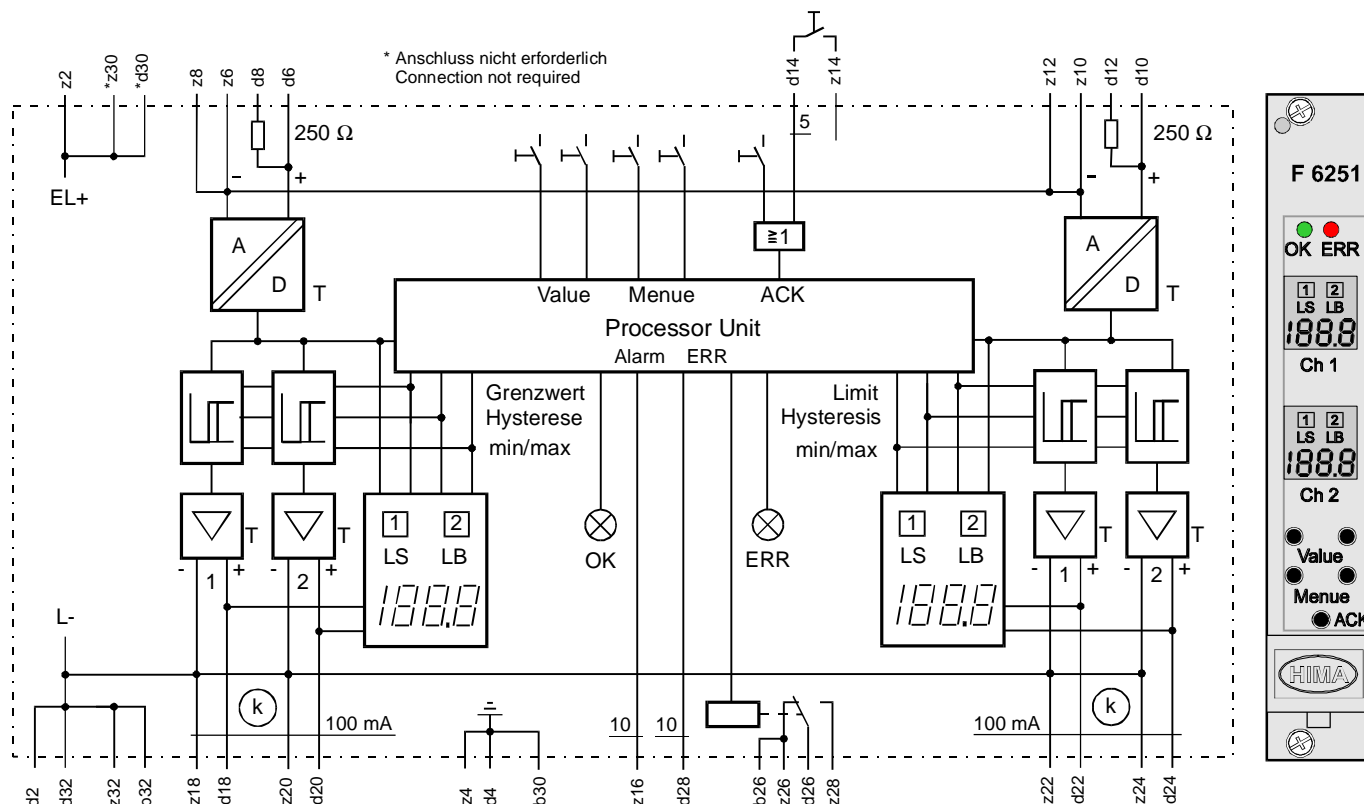 * Anschluss nicht erforderlich
Connection not required
z2
*z30
*d30
z8
z6
d8
d6
d14
z14
z12
z10
d12
d10
250 Ω
5
250 Ω
- +
- +
EL+
F 6251
A
D
T
≧1
A
D
T
OK ERR
Value Menue ACK
Processor Unit
Alarm ERR
1 2
LS LB
188.8
Ch 1
Grenzwert
Hysterese
min/max
Limit
Hysteresis
min/max
1 2
LS LB
188.8
Ch 2
T
T
1 2
LS LB
188.8
OK
ERR
1 2
LS LB
188.8
T
T
- 1 +
- 2 +
- 1 +
- 2 +
Value
Menue
ACK
L-
HIMA
k
100 mA
10
10
100 mA
k
d2
d32
z32
b32
z18
d18
z20
d20
z4
d4
b30
z16
d28
b26
z26
d26
z28
z22
d22
z24
d24